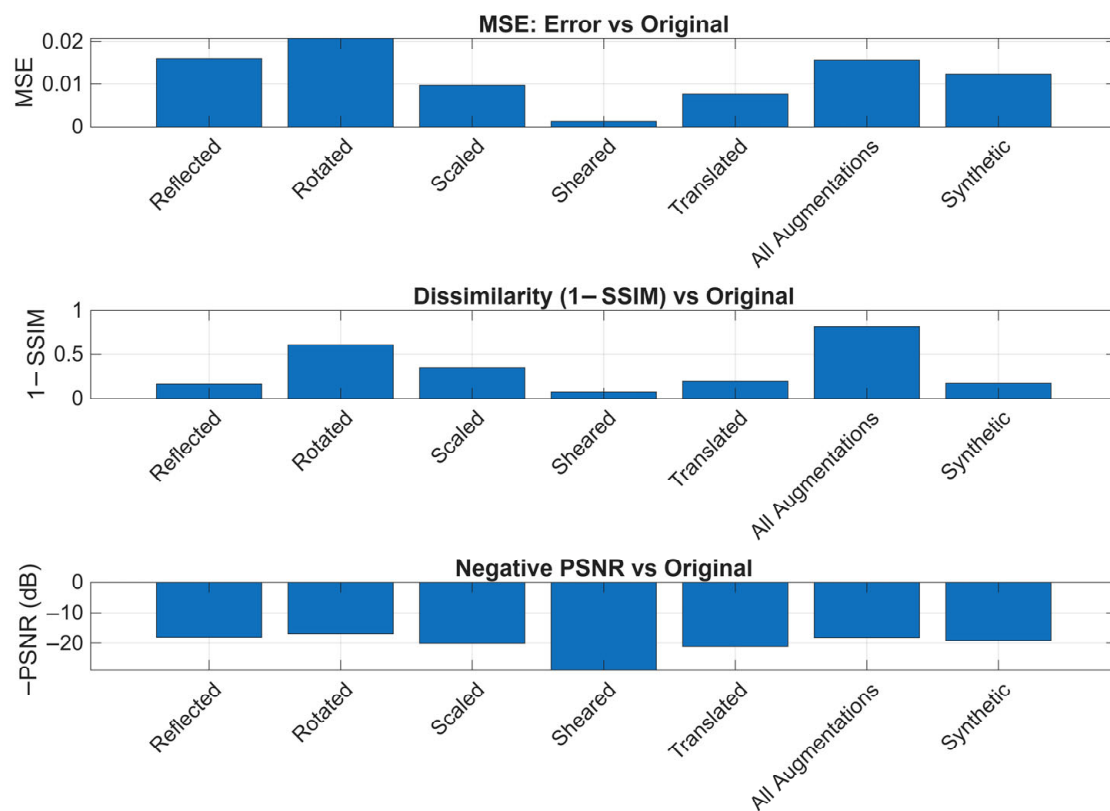 MSE: Error vs Original
MSE
0.02
0.01
0
Reflected
Rotated
Scaled
Sheared
Translated
All Augmentations
Synthetic
Dissimilarity (1– SSIM) vs Original
1– SSIM
1
0.5
0
Reflected
Rotated
Scaled
Sheared
Translated
All Augmentations
Synthetic
Negative PSNR vs Original
–PSNR (dB)
0
–10
–20
Reflected
Rotated
Scaled
Sheared
Translated
All Augmentations
Synthetic